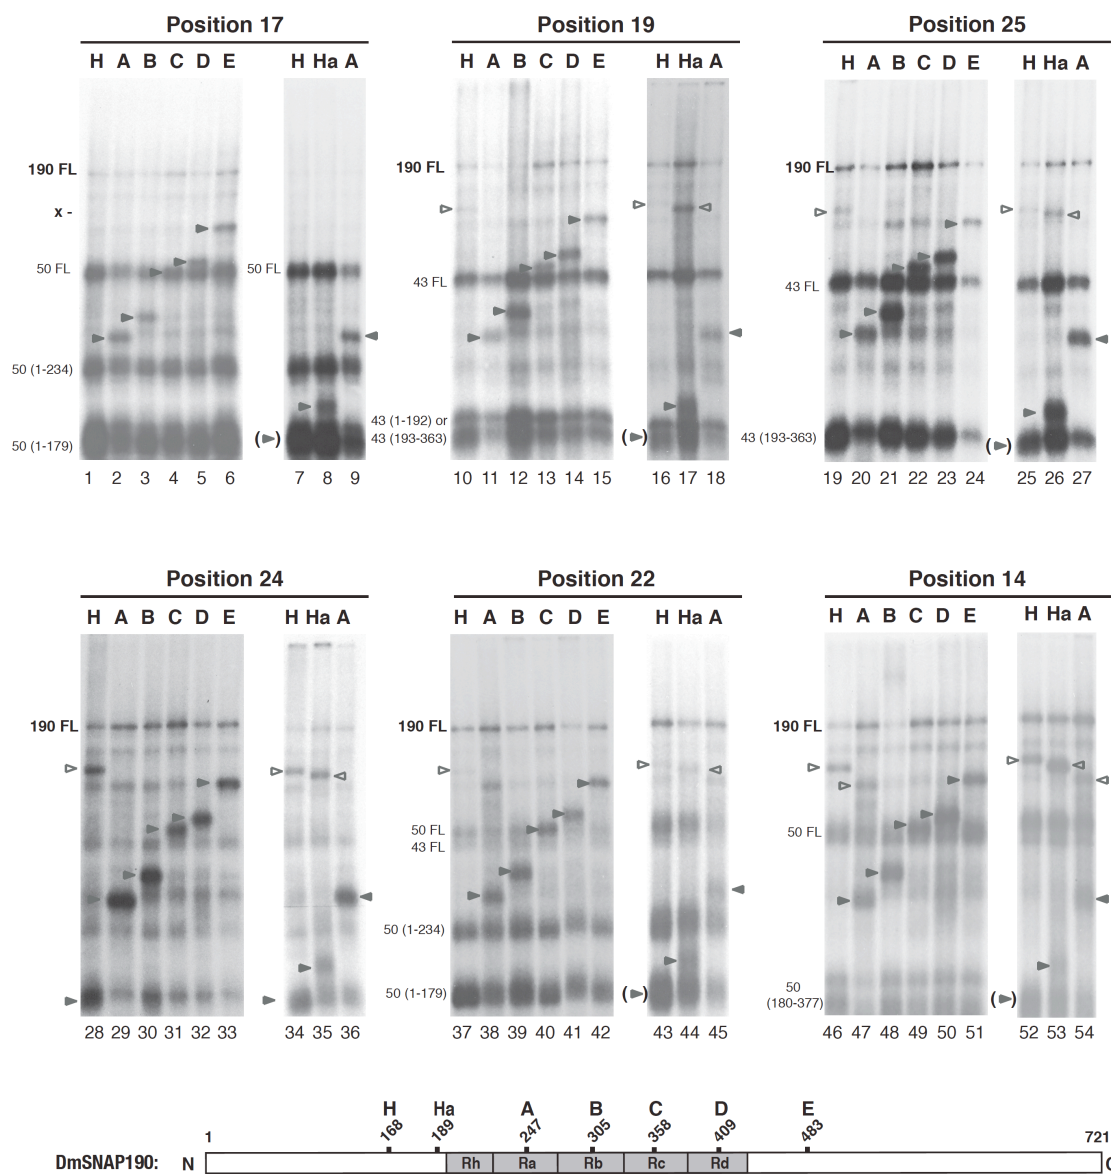 Position 17 Position 19 Position 25
H A B C D E H Ha A H A B C D E H Ha A H A B C D E H Ha A
190 FL 190 FL
x -
50 FL 50 FL 43 FL 43 FL
50 (1-234)
50 (1-179) ( ) 43 (1-192) or
43 (193-363) ( ) 43 (193-363) ( )
1 2 3 4 5 6 7 8 9 10 11 12 13 14 15 16 17 18 19 20 21 22 23 24 25 26 27
Position 24 Position 22 Position 14
H A B C D E H Ha A H A B C D E H Ha A H A B C D E H Ha A
190 FL 190 FL 190 FL
50 FL 50 FL
43 FL
50 (1-234)
50 (1-179) ( ) 50
(180-377) ( )
28 29 30 31 32 33 34 35 36 37 38 39 40 41 42 43 44 45 46 47 48 49 50 51 52 53 54
H Ha A B C D E
1 168 189 247 305 358 409 483 721
DmSNAP190: N Rh Ra Rb Rc Rd